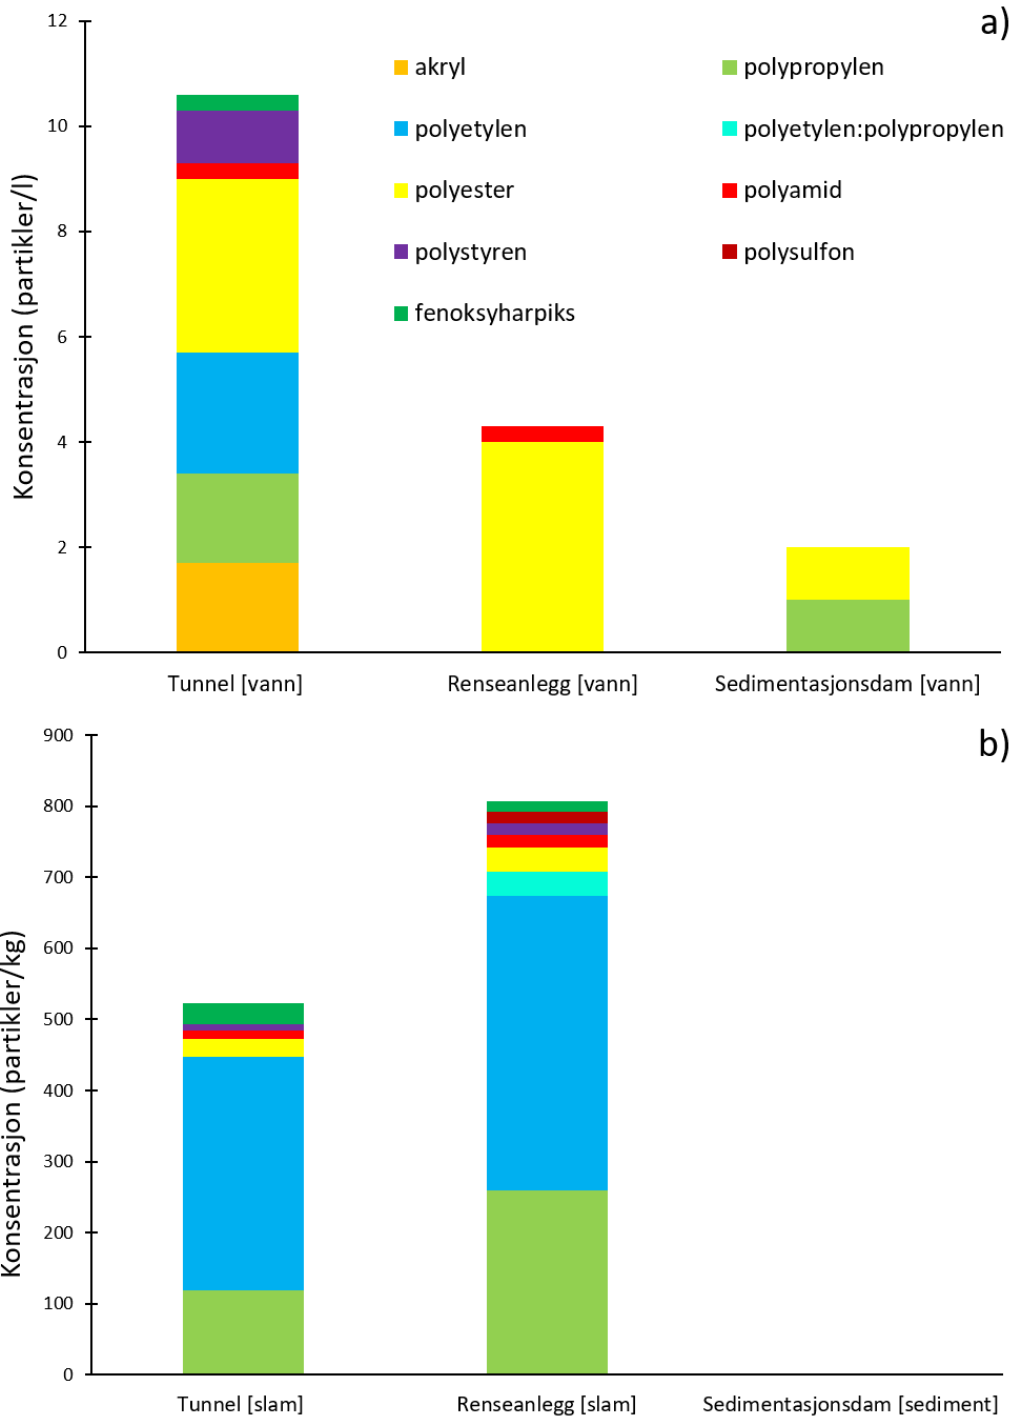 a)
12
10
8
6
4
2
0
Konsentrasjon (partikler/l)
akryl
polypropylen
polyetylen
polyetylen:polypropylen
polyester
polyamid
polystyren
polysulfon
fenoksyharpiks
Tunnel [vann]
Renseanlegg [vann]
Sedimentasjonsdam [vann]
b)
900
800
700
600
500
400
300
200
100
0
Konsentrasjon (partikler/kg)
Tunnel [slam]
Renseanlegg [slam]
Sedimentasjonsdam [sediment]